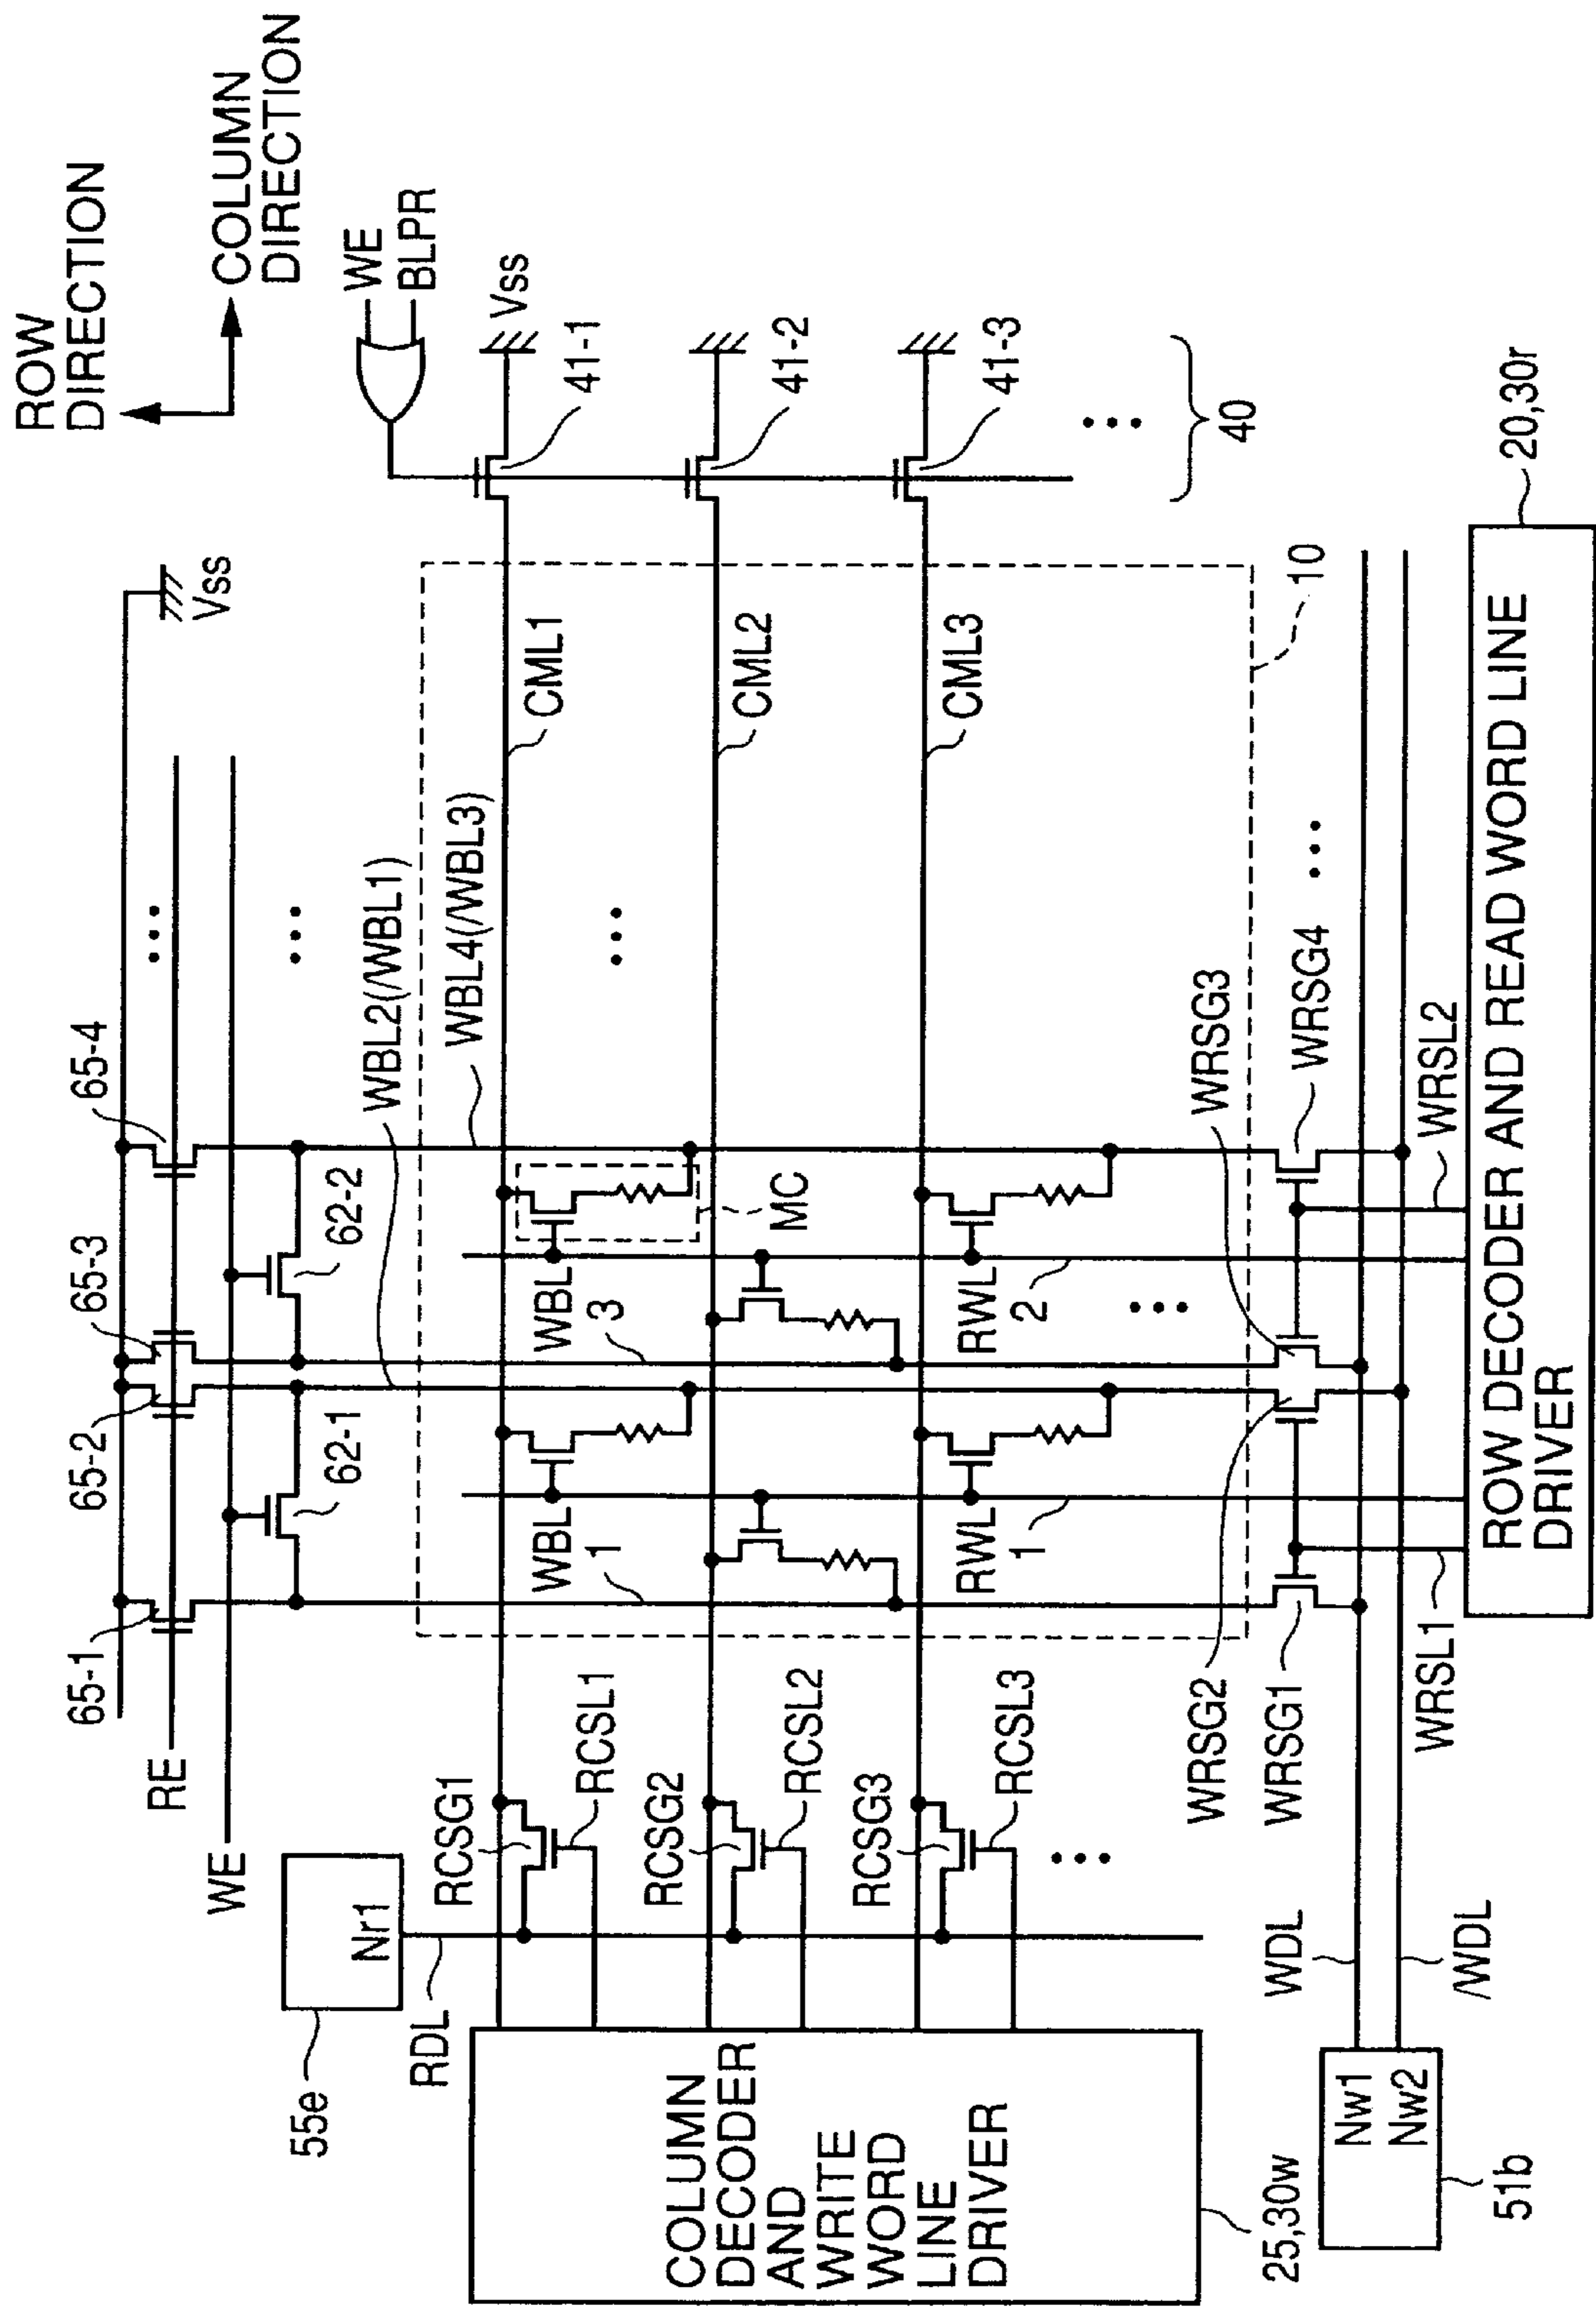 ROW
DIRECTION
COLUMN
DIRECTION
65-1
65-2
65-3
65-4
...
Vss
RE
WE
62-1
62-2
...
WE
BLPR
55e
Nr1
RDL
WBL2(/WBL1)
WBL4(/WBL3)
Vss
RCSG1
RCSL1
WBL
1
WBL
3
MC
...
CML1
41-1
RCSG2
RCSL2
CML2
41-2
RCSG3
RCSL3
RWL
1
RWL
2
CML3
41-3
...
...
...
40
COLUMN
DECODER
AND
WRITE
WORD
LINE
DRIVER
25,30w
WRSG2
WRSG1
WRSG3
WRSG4
...
10
WDL
/WDL
Nw1
Nw2
51b
WRSL1
WRSL2
20,30r
ROW DECODER AND READ WORD LINE
DRIVER